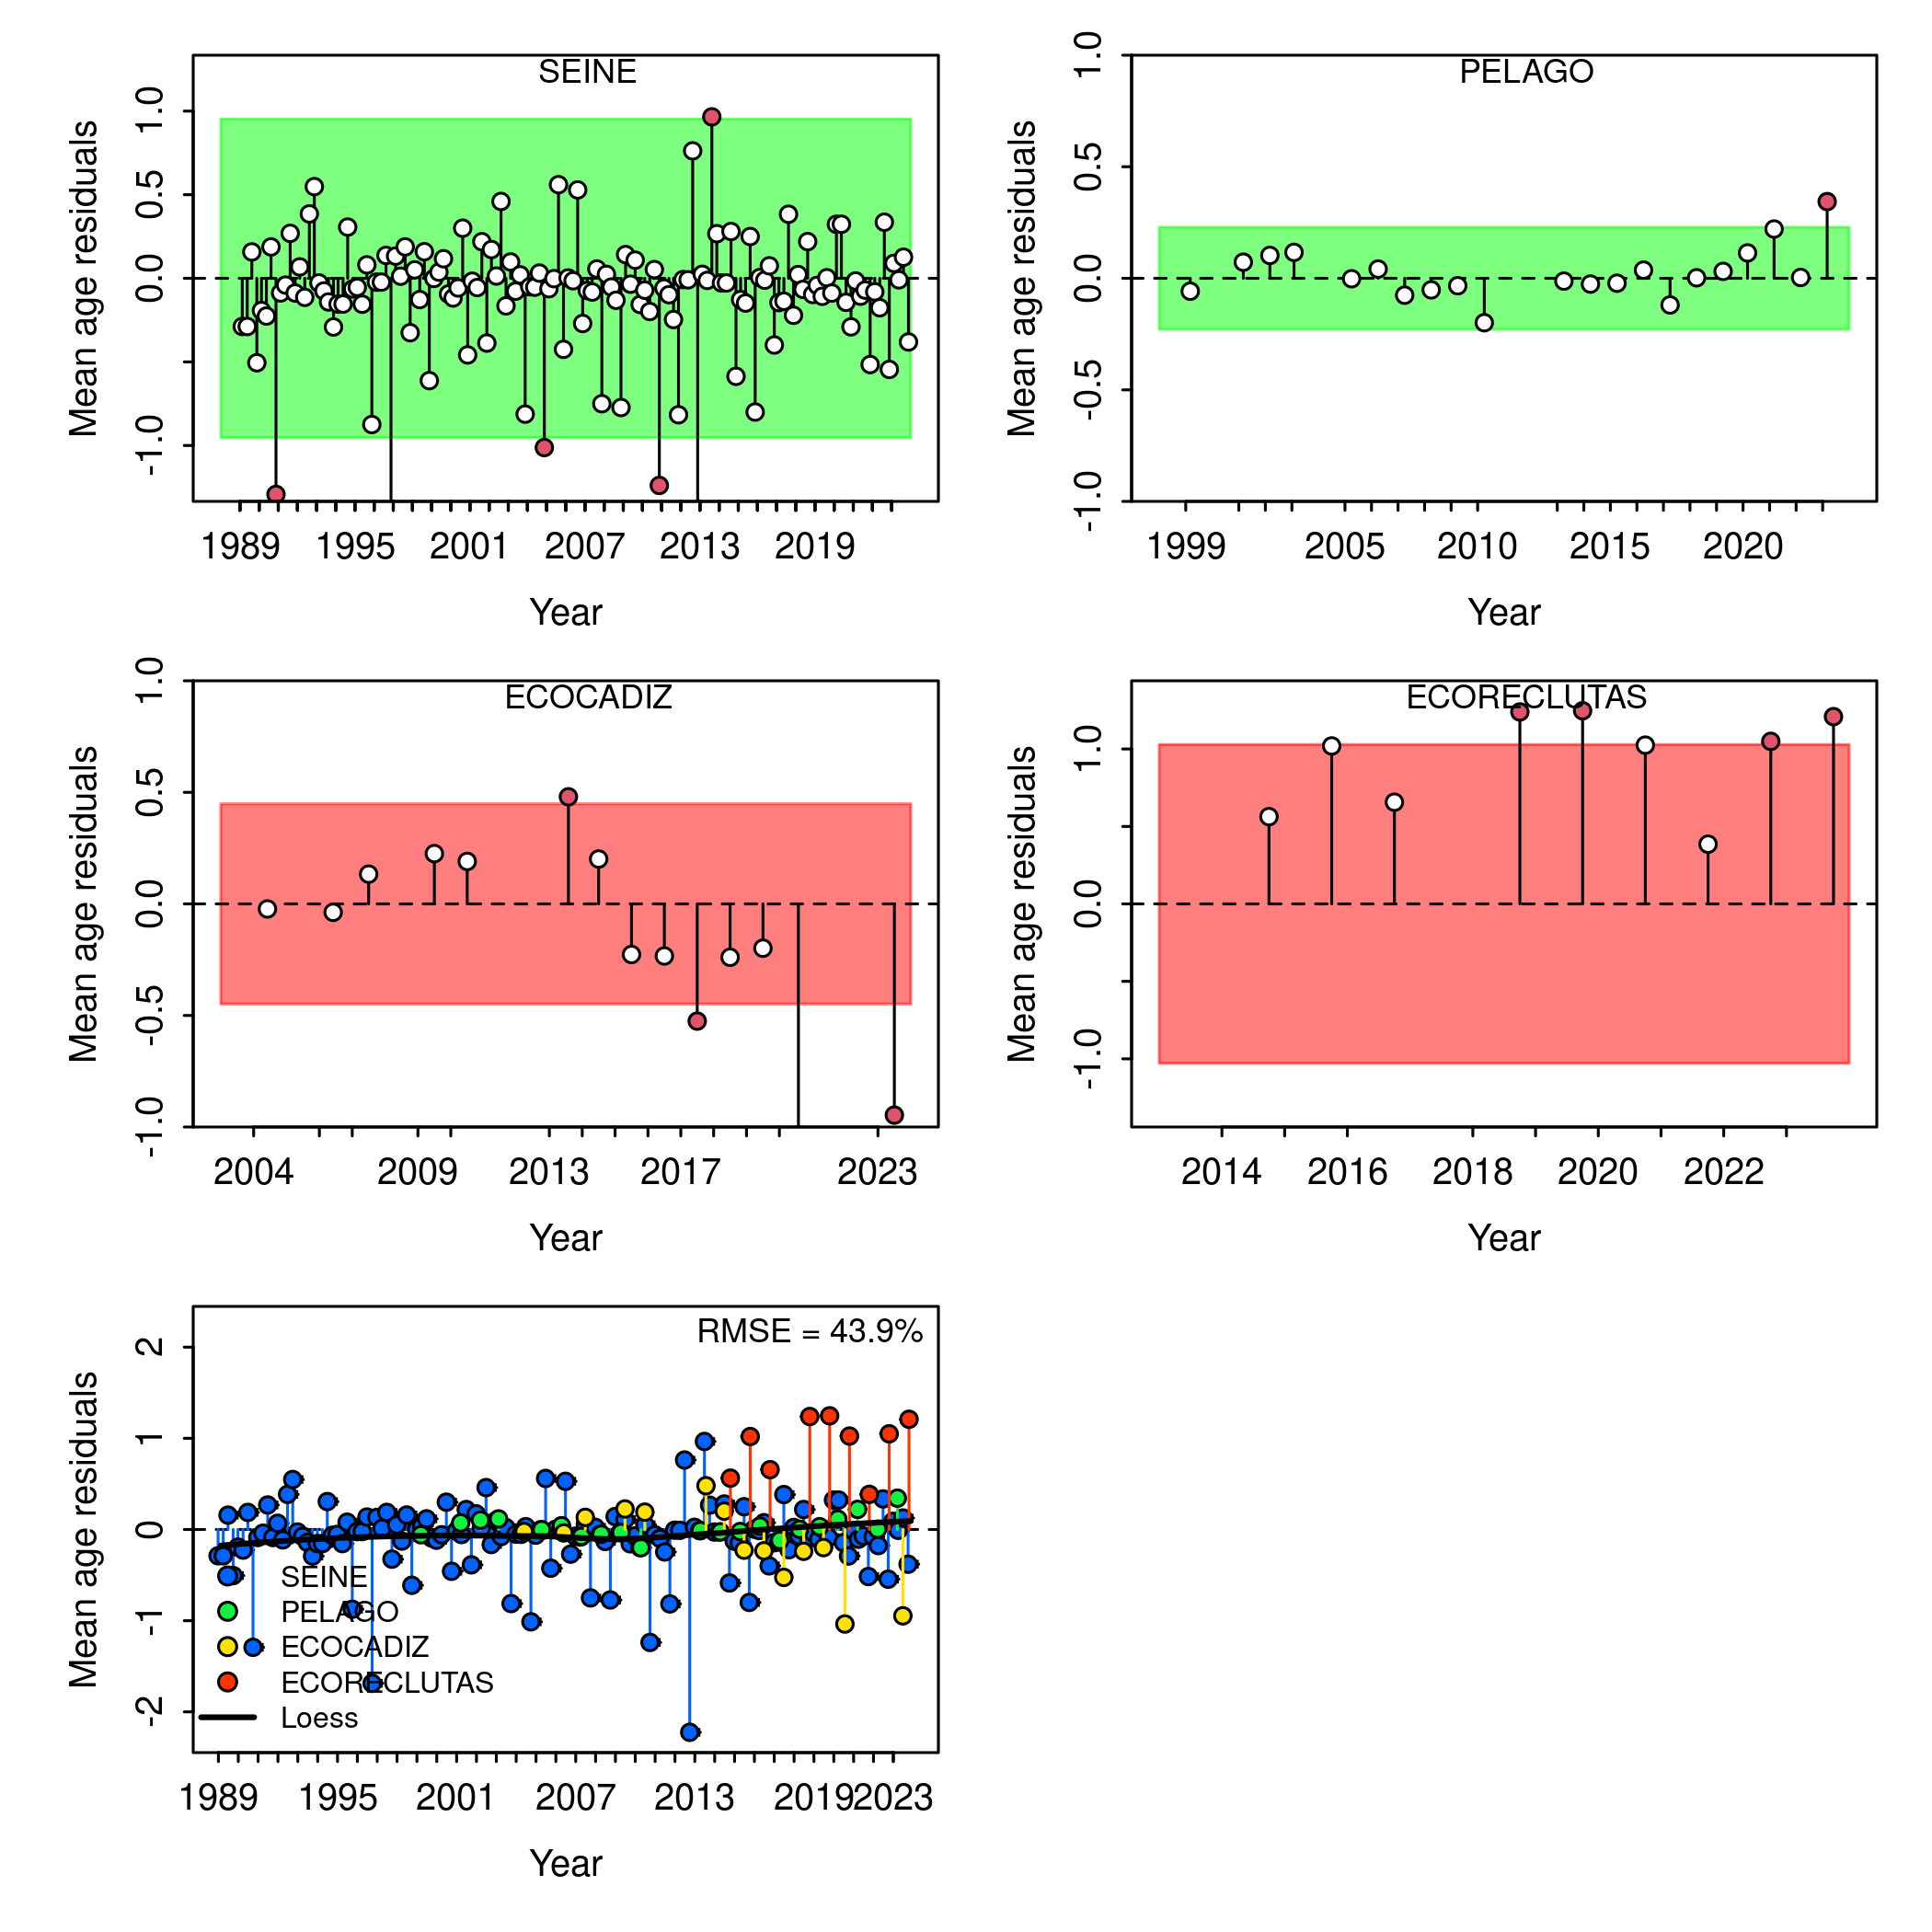 SEINE
Mean age residuals
1.0
0.5
0.0
-1.0
1989 1995 2001 2007 2013 2019
Year
PELAGO
Mean age residuals
1.0
0.5
0.0
-0.5
-1.0
1999 2005 2010 2015 2020
Year
ECOCADIZ
Mean age residuals
1.0
0.5
0.0
-0.5
-1.0
2004 2009 2013 2017 2023
Year
ECORECLUTAS
Mean age residuals
1.0
0.0
-1.0
2014 2016 2018 2020 2022
Year
RMSE = 43.9%
Mean age residuals
2
1
0
-1
-2
SEINE
PELAGO
ECOCADIZ
ECORECLUTAS
Loess
1989 1995 2001 2007 2013 2019 2023
Year